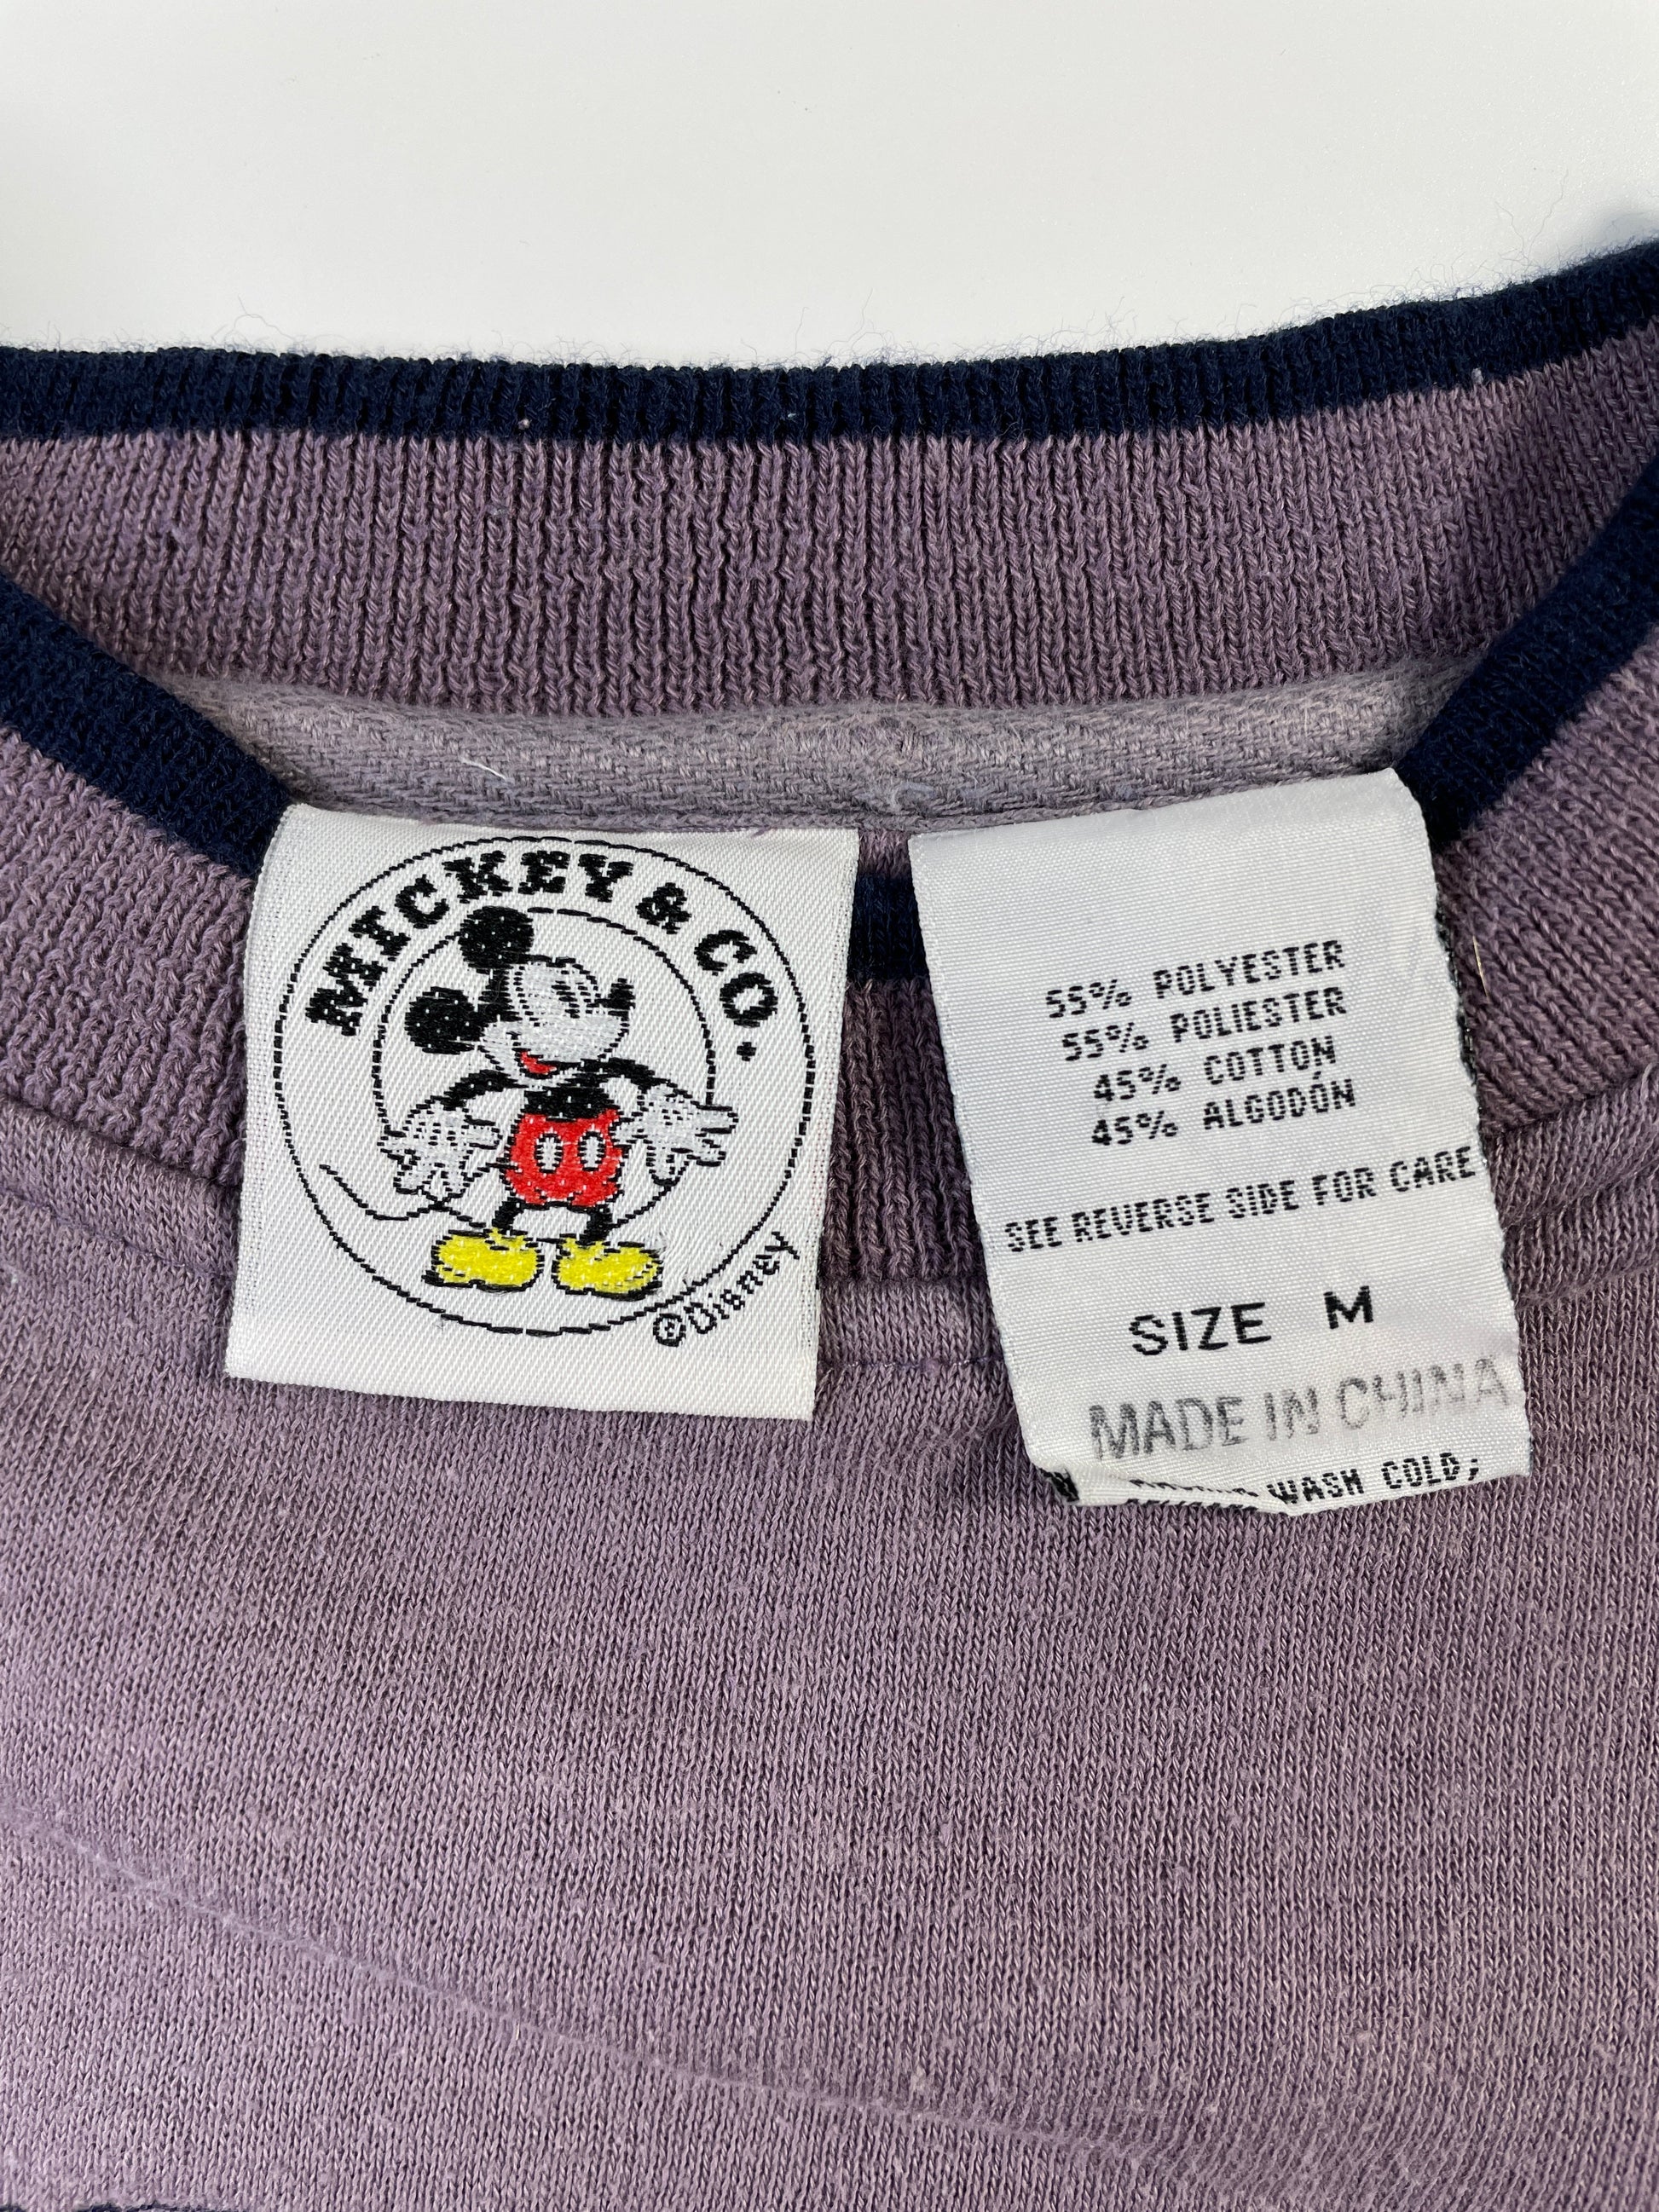 MICKEY & CO.
©Disney
55% POLYESTER
55% POLIESTER
45% COTTON
45% ALGODÓN
SEE REVERSE SIDE FOR CARE
SIZE M
MADE IN CHINA
WASH COLD;